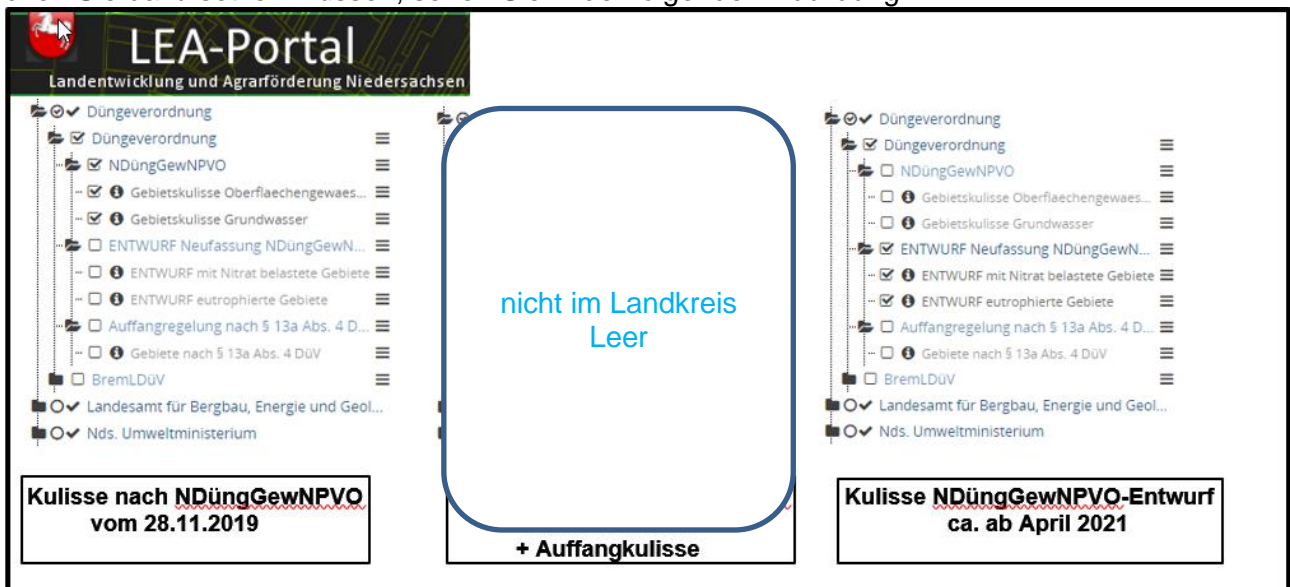 LEA-Portal
Landentwicklung und Agrarförderung Niedersachsen
Düngeverordnung
Düngeverordnung
NDüngGewNPVO
Gebietskulisse Oberflaechengewaes...
Gebietskulisse Grundwasser
ENTWURF Neufassung NDüngGewN...
ENTWURF mit Nitrat belastete Gebiete
ENTWURF eutrophierte Gebiete
Auffangregelung nach § 13a Abs. 4 D...
Gebiete nach § 13a Abs. 4 DüV
BremLDüV
Landesamt für Bergbau, Energie und Geol...
Nds. Umweltministerium
Kulisse nach NDüngGewNPVO
vom 28.11.2019
nicht im Landkreis
Leer
+ Auffangkulisse
Düngeverordnung
Düngeverordnung
NDüngGewNPVO
Gebietskulisse Oberflaechengewaes...
Gebietskulisse Grundwasser
ENTWURF Neufassung NDüngGewN...
ENTWURF mit Nitrat belastete Gebiete
ENTWURF eutrophierte Gebiete
Auffangregelung nach § 13a Abs. 4 D...
Gebiete nach § 13a Abs. 4 DüV
BremLDüV
Landesamt für Bergbau, Energie und Geol...
Nds. Umweltministerium
Kulisse NDüngGewNPVO-Entwurf
ca. ab April 2021